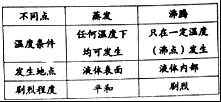 不同点 蒸发 沸腾
温度条件 任何温度下 只在一定温度
均可发生 (沸点)发生
发生地点 液体表面 液体内部
剧烈程度 平和 剧烈